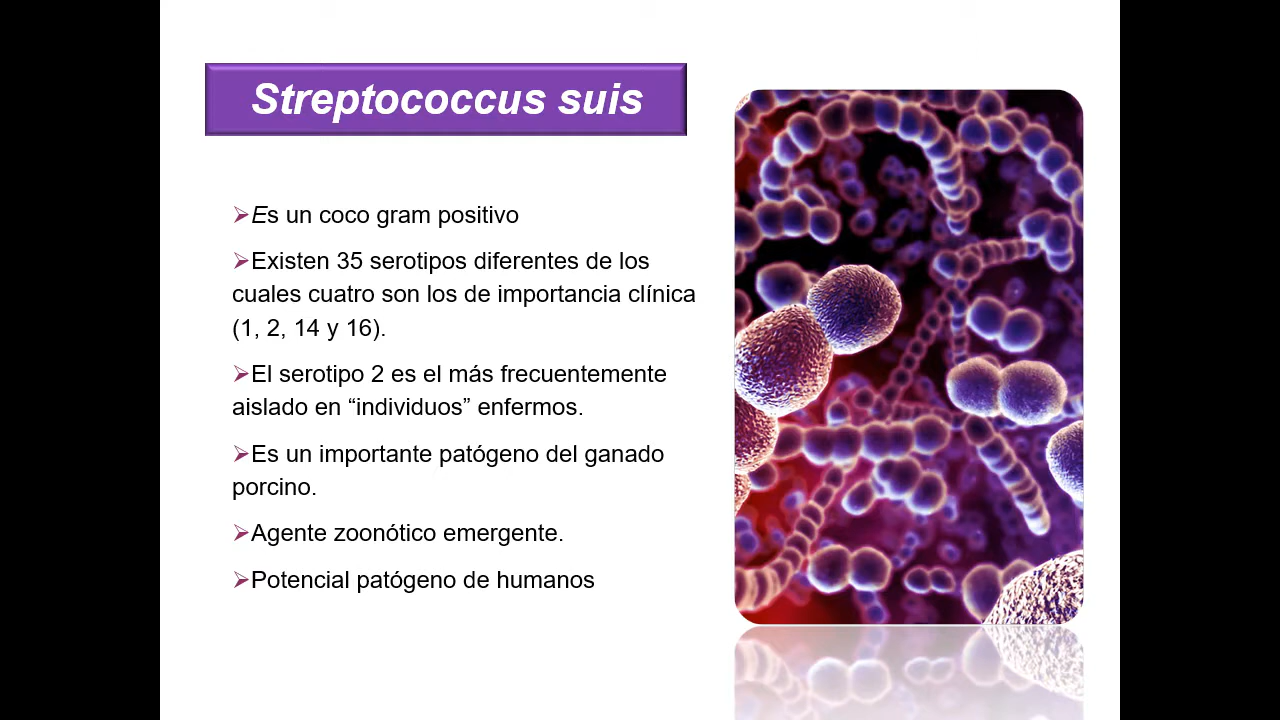 Streptococcus suis
➢Es un coco gram positivo
➢Existen 35 serotipos diferentes de los
cuales cuatro son los de importancia clínica
(1, 2, 14 y 16).
➢El serotipo 2 es el más frecuentemente
aislado en “individuos” enfermos.
➢Es un importante patógeno del ganado
porcino.
➢Agente zoonótico emergente.
➢Potencial patógeno de humanos